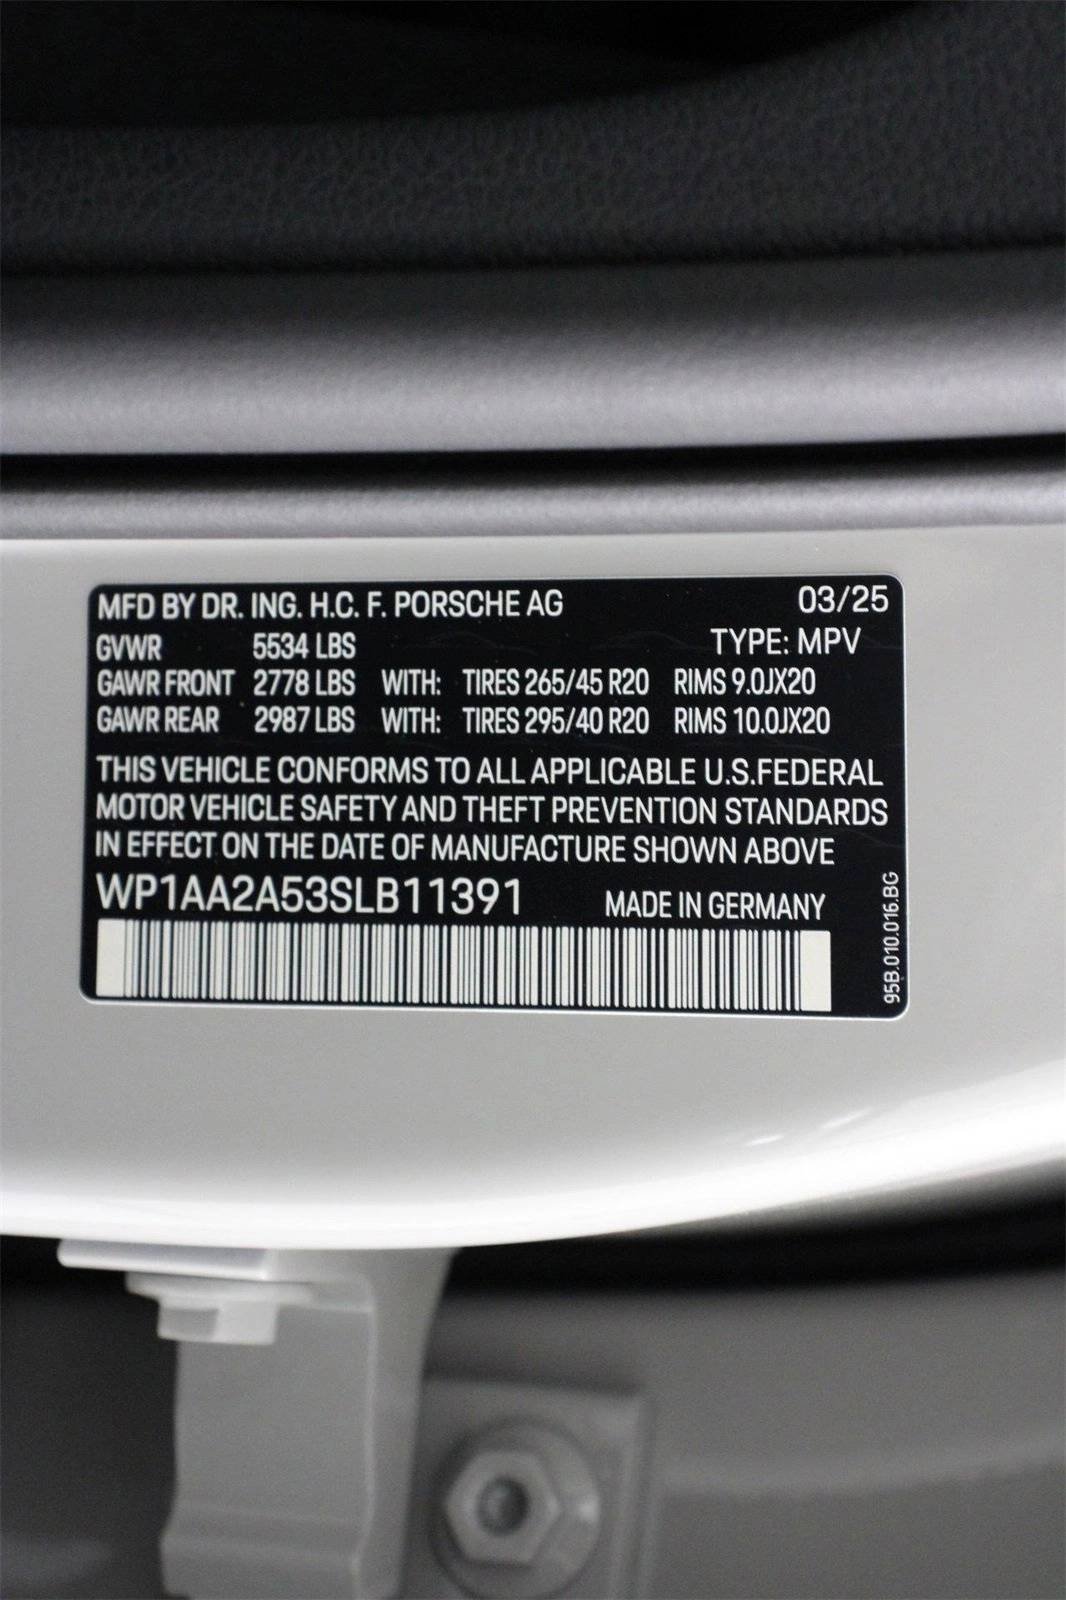 MFD BY DR. ING. H.C. F. PORSCHE AG 03/25
GVWR 5534 LBS TYPE: MPV
GAWR FRONT 2778 LBS WITH: TIRES 265/45 R20 RIMS 9.0JX20
GAWR REAR 2987 LBS WITH: TIRES 295/40 R20 RIMS 10.0JX20
THIS VEHICLE CONFORMS TO ALL APPLICABLE U.S.FEDERAL
MOTOR VEHICLE SAFETY AND THEFT PREVENTION STANDARDS
IN EFFECT ON THE DATE OF MANUFACTURE SHOWN ABOVE
WP1AA2A53SLB11391 MADE IN GERMANY
95B.010.016.BG